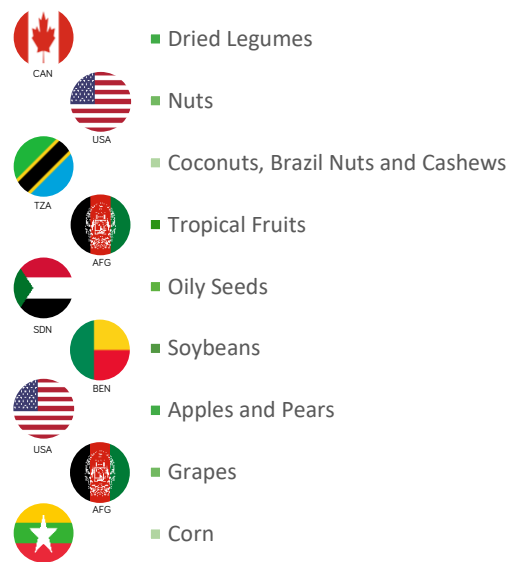 Dried Legumes
CAN
Nuts
USA
Coconuts, Brazil Nuts and Cashews
TZA
Tropical Fruits
AFG
Oily Seeds
SDN
Soybeans
BEN
Apples and Pears
USA
Grapes
AFG
Corn